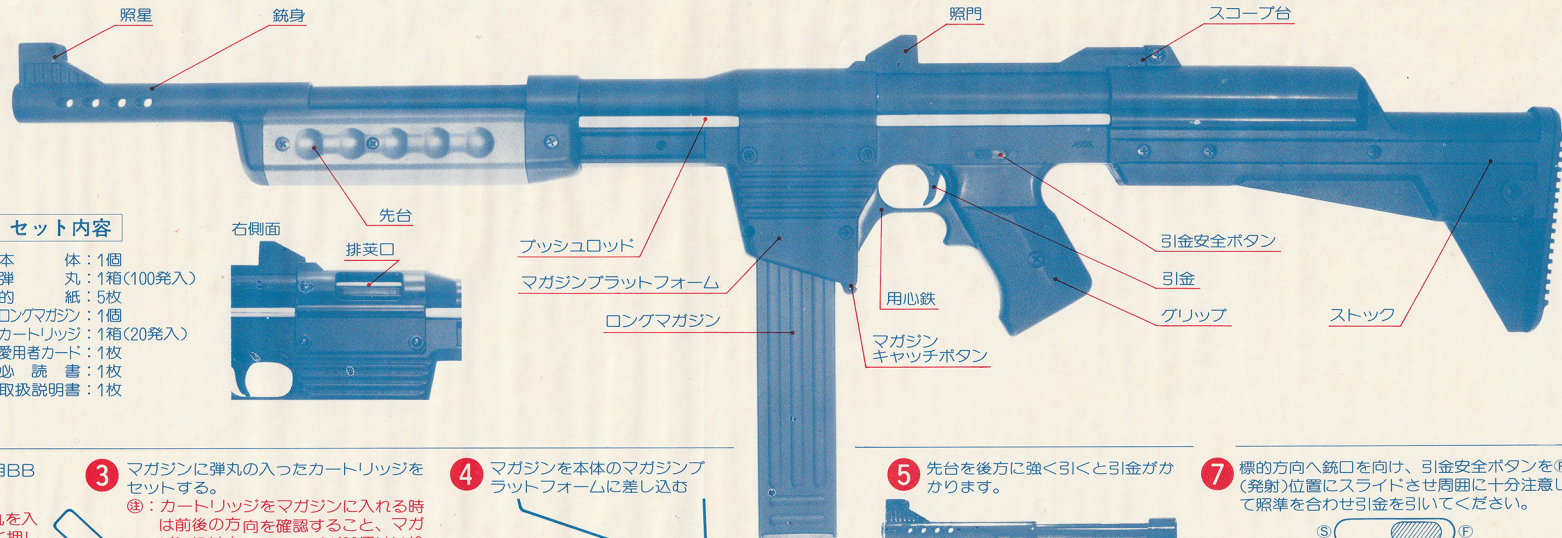 照星
銃身
照門
スコープ台
先台
プッシュロッド
マガジンプラットフォーム
ロングマガジン
用心鉄
マガジン
キャッチボタン
引金安全ボタン
引金
グリップ
ストック
セット内容
本体：1個
弾丸：1箱(100発入)
的紙：5枚
ロングマガジン：1個
カートリッジ：1箱(20発入)
愛用者カード：1枚
必読書：1枚
取扱説明書：1枚
右側面
排莢口
用BB
丸を入
3 マガジンに弾丸の入ったカートリッジを
セットする。
㊟：カートリッジをマガジンに入れる時
は前後の方向を確認すること、マガ
4 マガジンを本体のマガジンプ
ラットフォームに差し込む
5 先台を後方に強く引くと引金がか
かります。
7 標的方向へ銃口を向け、引金安全ボタンをⒻ
(発射)位置にスライドさせ周囲に十分注意し
て照準を合わせ引金を引いてください。
Ⓢ Ⓕ